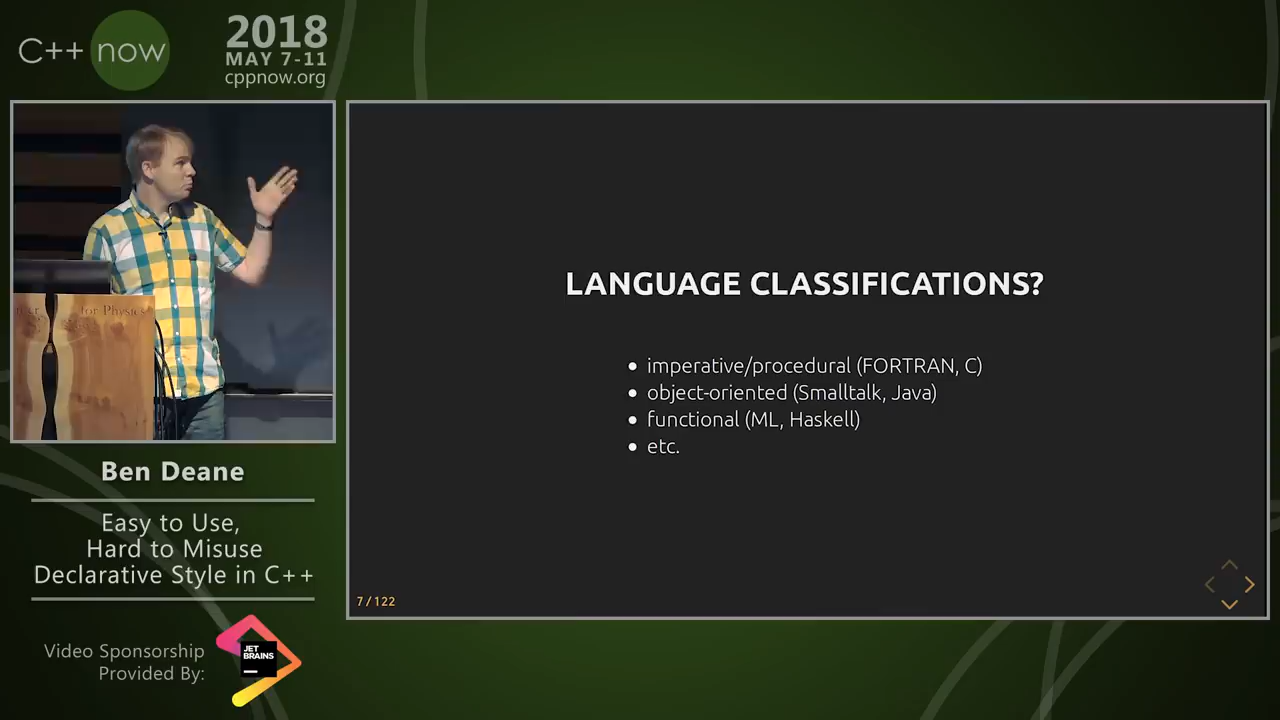 C++ now
2018
MAY 7-11
cppnow.org
for Physics
LANGUAGE CLASSIFICATIONS?
• imperative/procedural (FORTRAN, C)
• object-oriented (Smalltalk, Java)
• functional (ML, Haskell)
• etc.
7 / 122
Ben Deane
Easy to Use,
Hard to Misuse
Declarative Style in C++
Video Sponsorship
Provided By:
JET
BRAINS